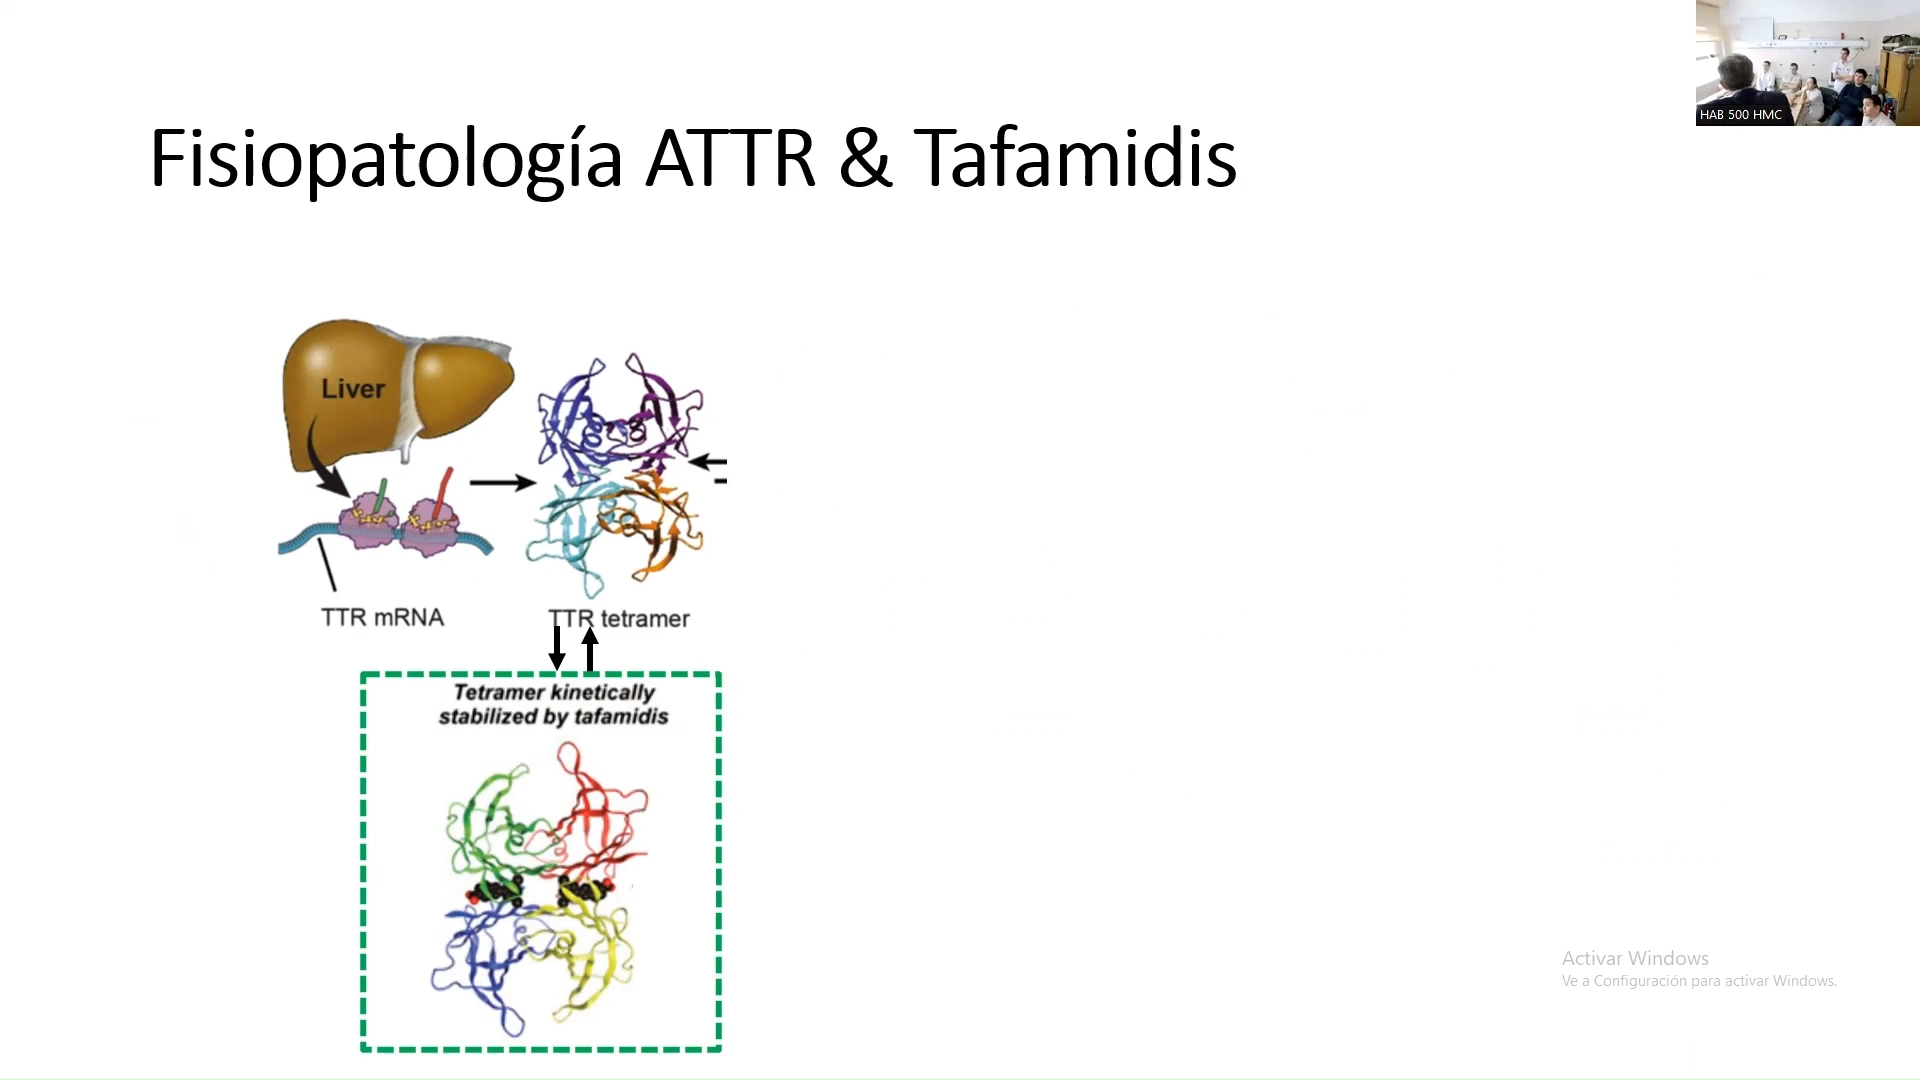 HAB 500 HMC
Fisiopatología ATTR & Tafamidis
Liver
TTR mRNA
TTR tetramer
Tetramer kinetically
stabilized by tafamidis
Activar Windows
Ve a Configuración para activar Windows.